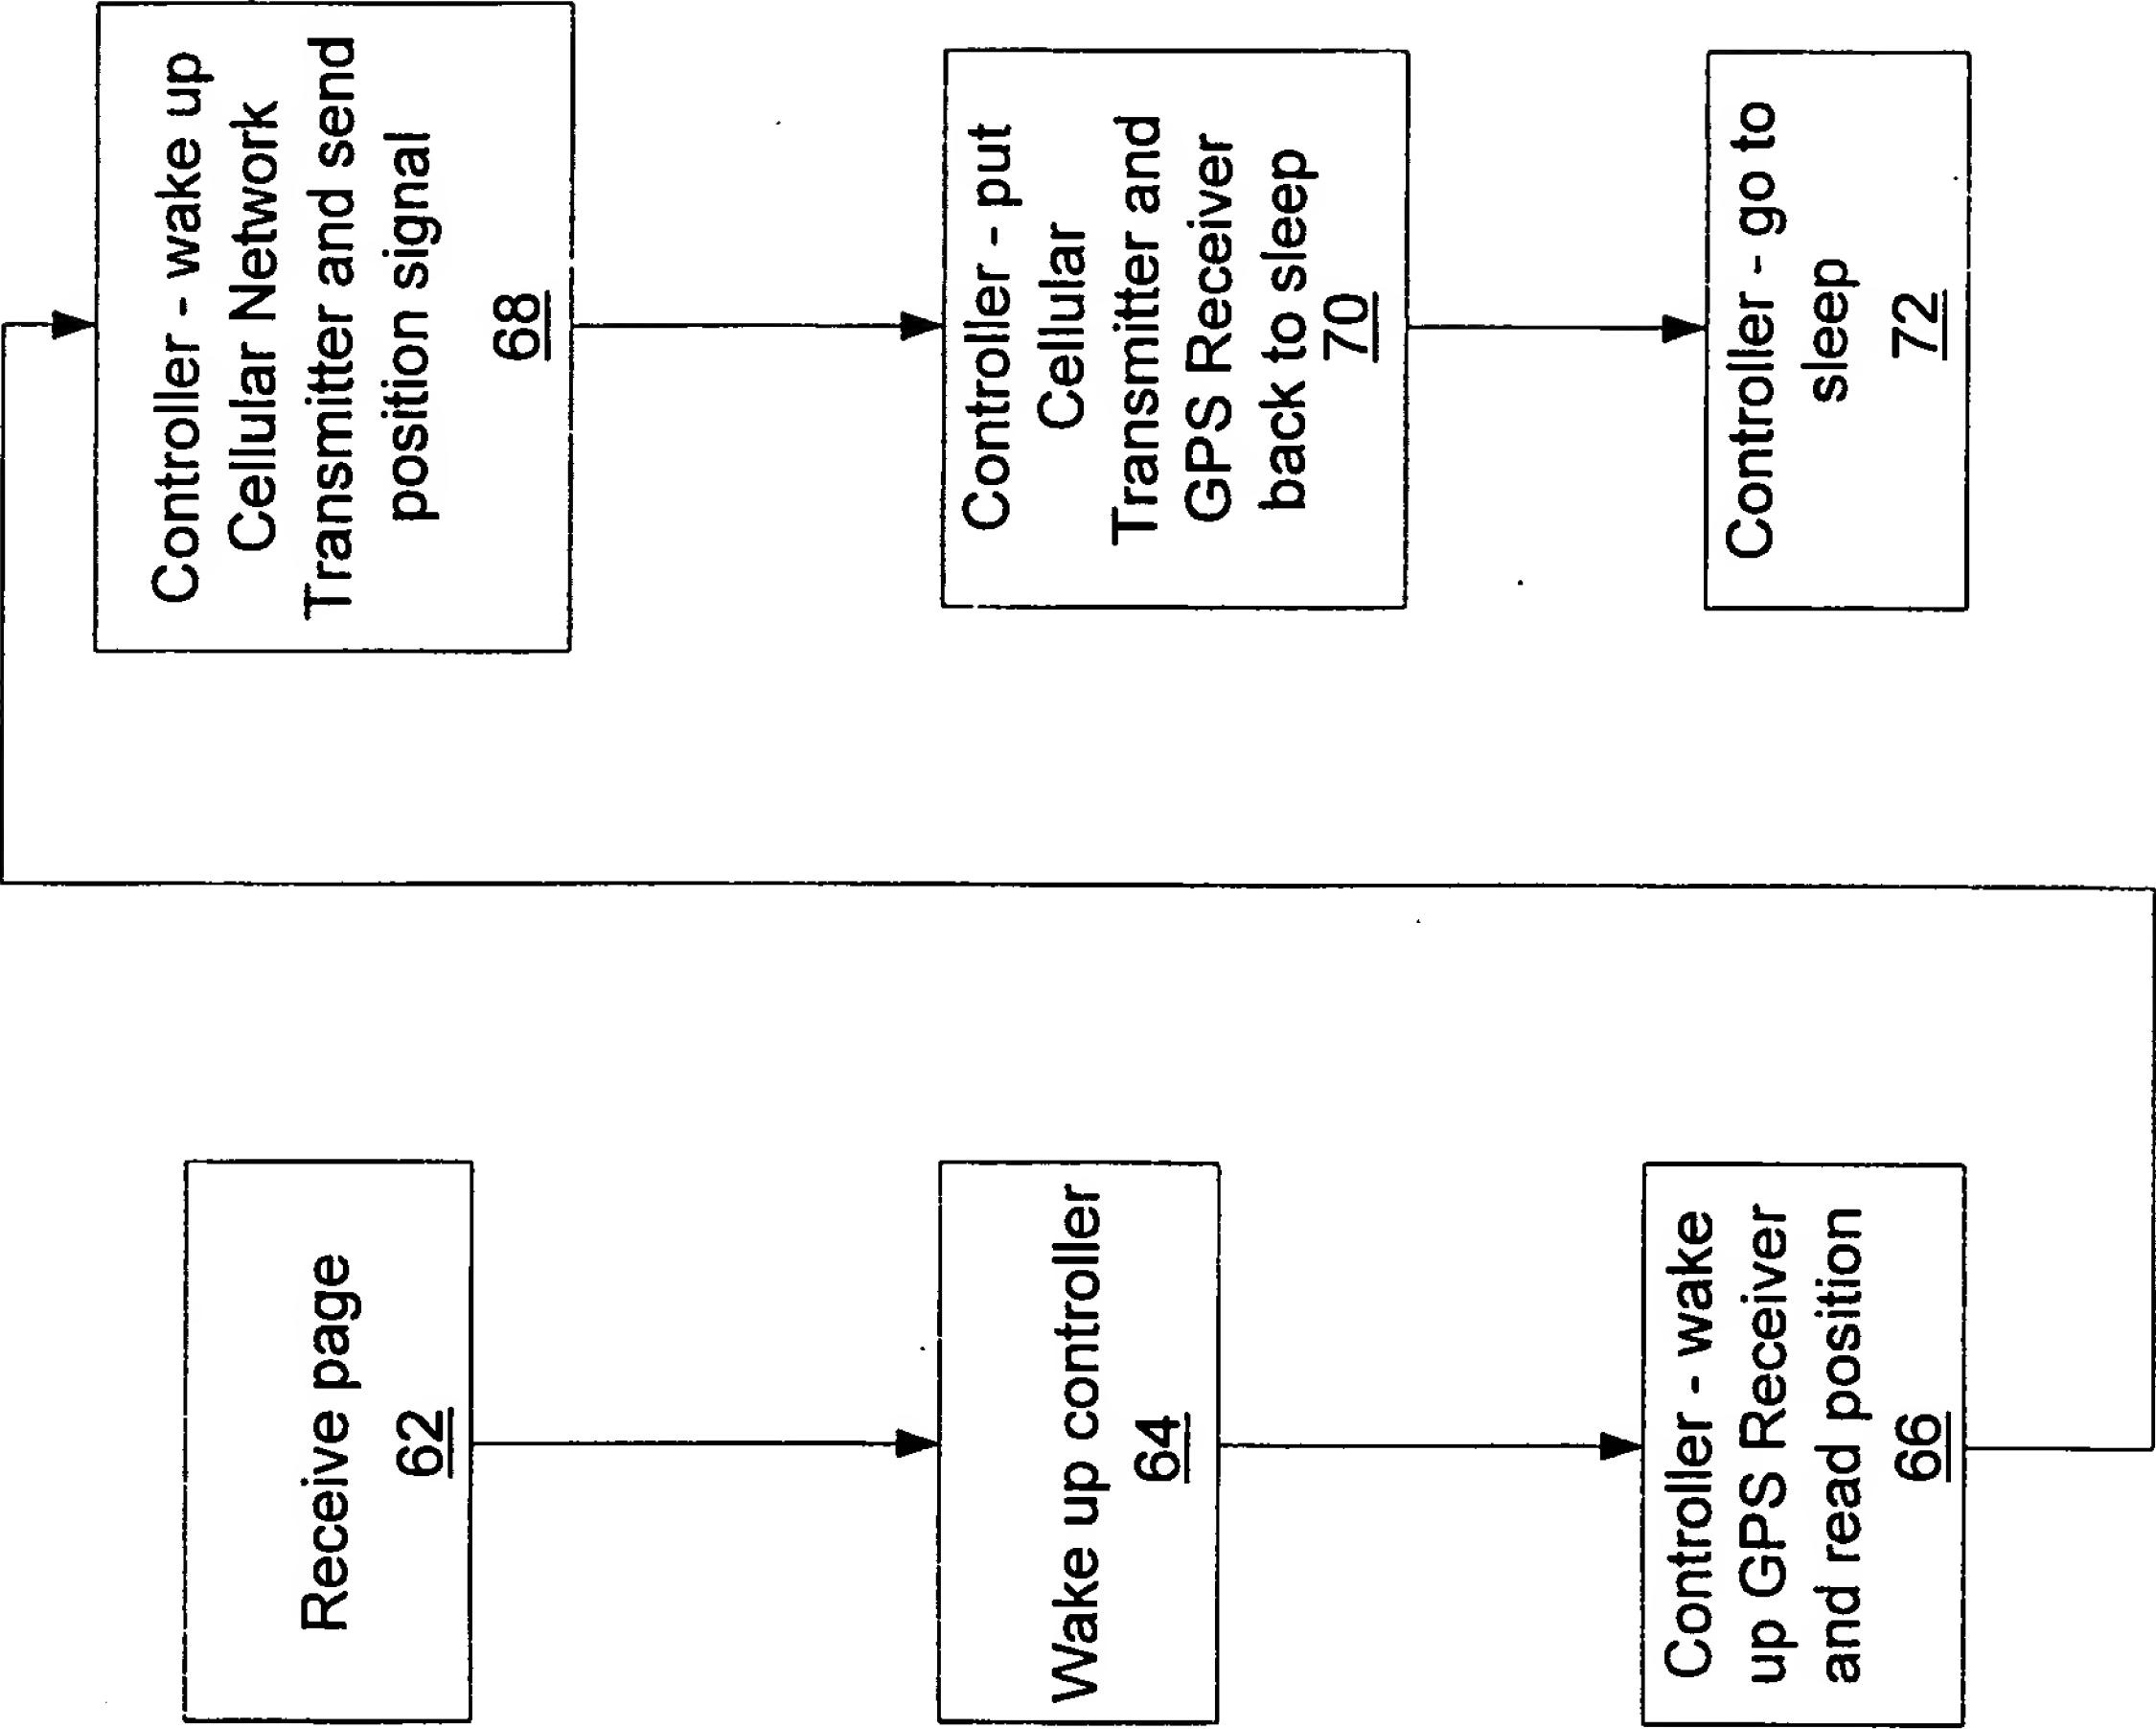 Receive page
62
Wake up controller
64
Controller - wake
up GPS Receiver
and read position
66
Controller - wake up
Cellular Network
Transmitter and send
position signal
68
Controller - put
Cellular
Transmitter and
GPS Receiver
back to sleep
70
Controller - go to
sleep
72